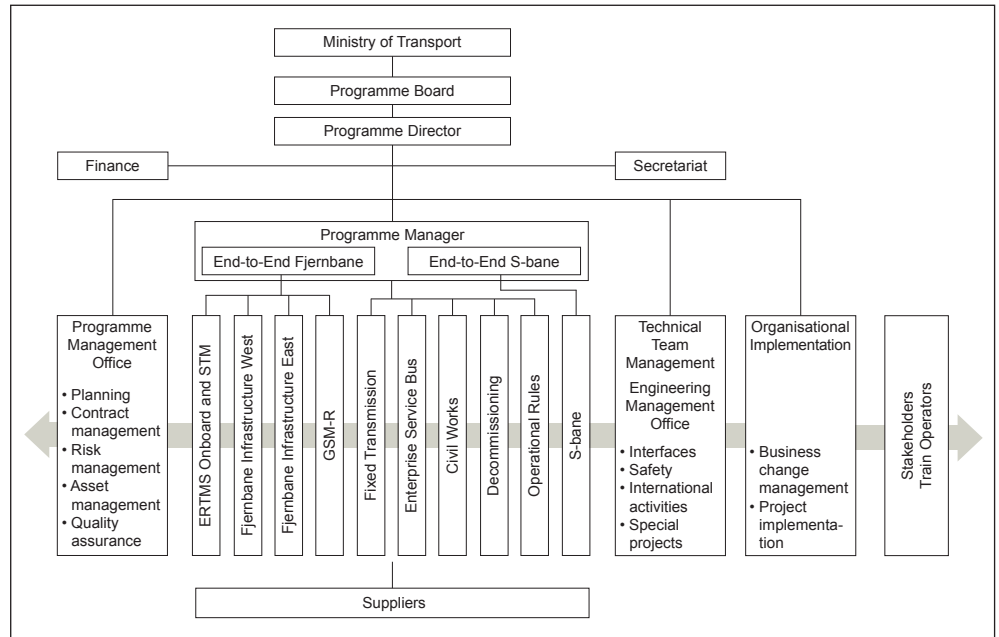 Ministry of Transport
Programme Board
Programme Director
Finance
Secretariat
Programme Manager
End-to-End Fjernbane
End-to-End S-bane
Programme
Management
Office
• Planning
• Contract
management
• Risk
management
• Asset
management
• Quality
assurance
ERTMS Onboard and STM
Fjernbane Infrastructure West
Fjernbane Infrastructure East
GSM-R
Fixed Transmission
Enterprise Service Bus
Civil Works
Decommissioning
Operational Rules
S-bane
Technical
Team
Management
Engineering
Management
Office
• Interfaces
• Safety
• International
activities
• Special
projects
Organisational
Implementation
• Business
change
management
• Project
implementa-
tion
Stakeholders
Train Operators
Suppliers